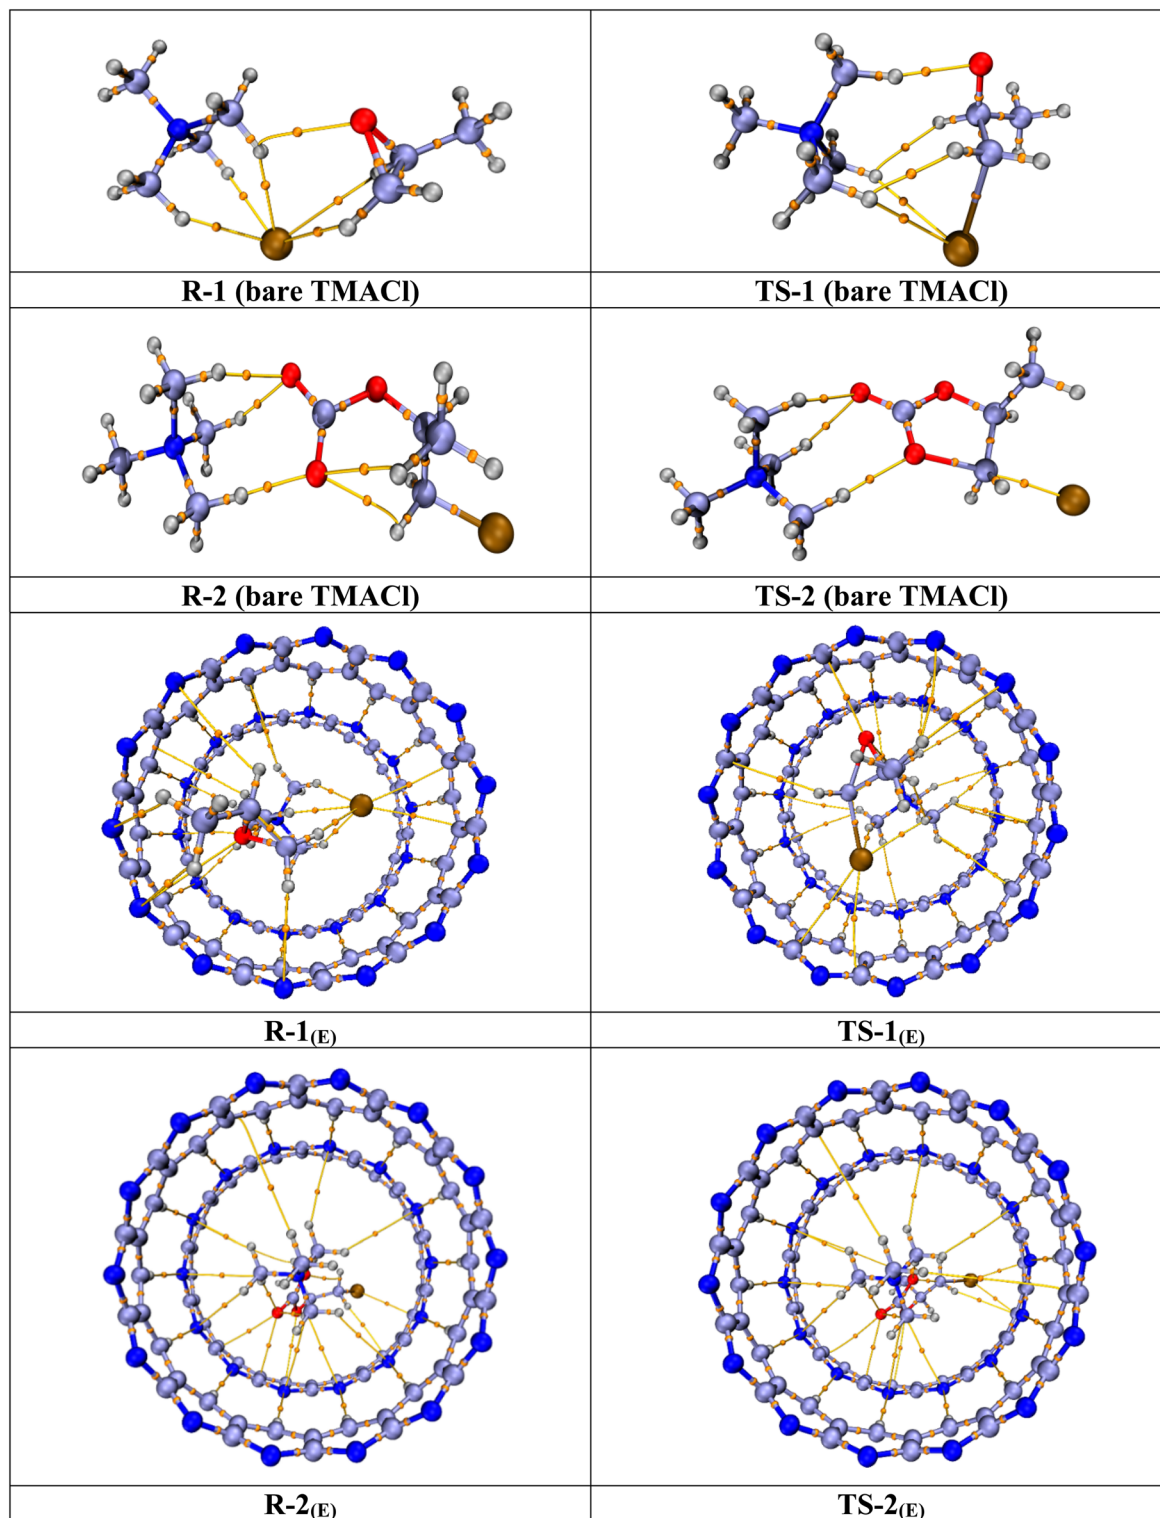 R-1 (bare TMACl) TS-1 (bare TMACl)
R-2 (bare TMACl) TS-2 (bare TMACl)
R-1(E) TS-1(E)
R-2(E) TS-2(E)